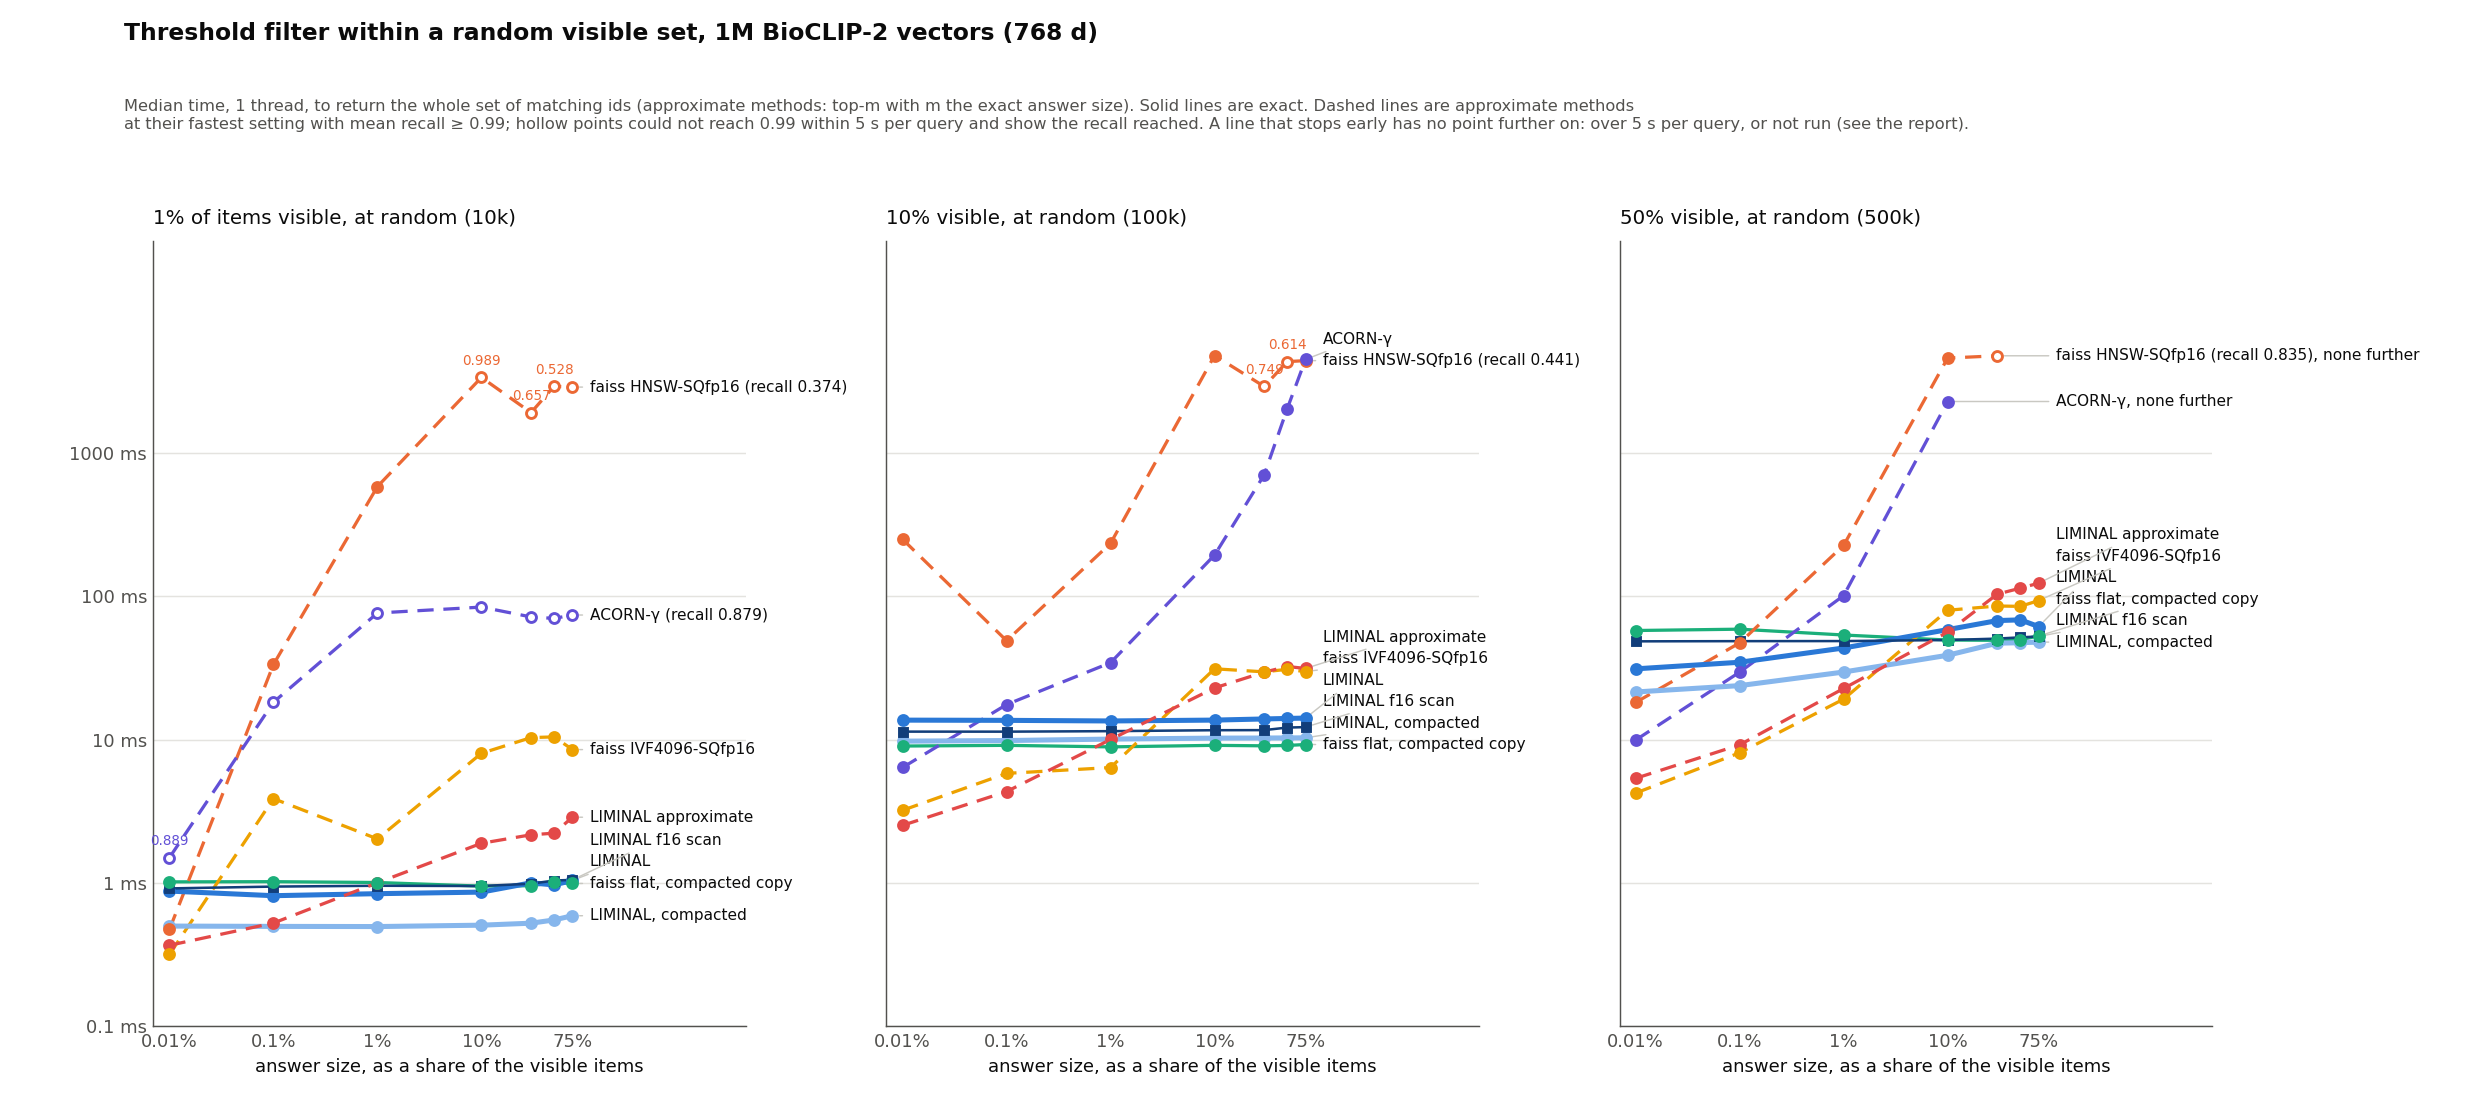 Threshold filter within a random visible set, 1M BioCLIP-2 vectors (768 d)
Median time, 1 thread, to return the whole set of matching ids (approximate methods: top-m with m the exact answer size). Solid lines are exact. Dashed lines are approximate methods
at their fastest setting with mean recall ≥ 0.99; hollow points could not reach 0.99 within 5 s per query and show the recall reached. A line that stops early has no point further on: over 5 s per query, or not run (see the report).
1% of items visible, at random (10k)
1000 ms
100 ms
10 ms
1 ms
0.1 ms
0.989
0.528
0.657
faiss HNSW-SQfp16 (recall 0.374)
ACORN-γ (recall 0.879)
faiss IVF4096-SQfp16
0.889
LIMINAL approximate
LIMINAL f16 scan
LIMINAL
faiss flat, compacted copy
LIMINAL, compacted
0.01%
0.1%
1%
10%
75%
answer size, as a share of the visible items
10% visible, at random (100k)
0.614
0.749
ACORN-γ
faiss HNSW-SQfp16 (recall 0.441)
LIMINAL approximate
faiss IVF4096-SQfp16
LIMINAL
LIMINAL f16 scan
LIMINAL, compacted
faiss flat, compacted copy
0.01%
0.1%
1%
10%
75%
answer size, as a share of the visible items
50% visible, at random (500k)
faiss HNSW-SQfp16 (recall 0.835), none further
ACORN-γ, none further
LIMINAL approximate
faiss IVF4096-SQfp16
LIMINAL
faiss flat, compacted copy
LIMINAL f16 scan
LIMINAL, compacted
0.01%
0.1%
1%
10%
75%
answer size, as a share of the visible items